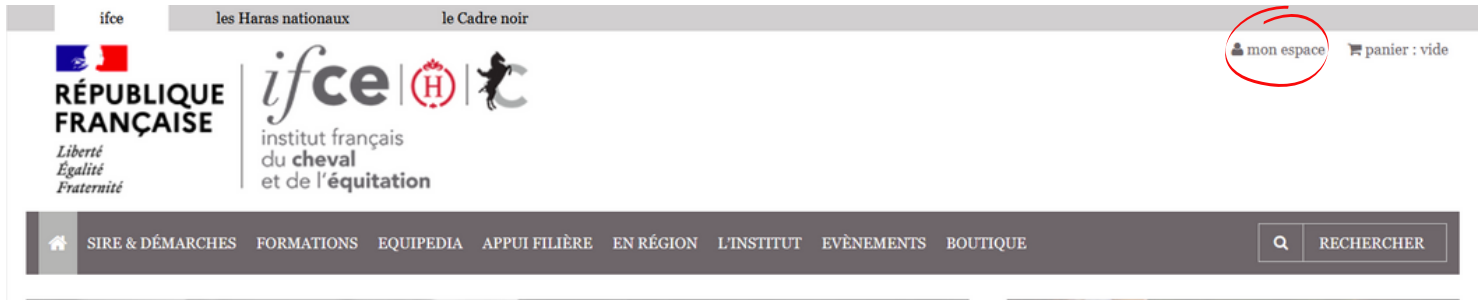 ifce les Haras nationaux le Cadre noir
mon espace panier : vide
RÉPUBLIQUE
FRANÇAISE
Liberté
Égalité
Fraternité
ifce H C
institut français
du cheval
et de l'équitation
SIRE & DÉMARCHES FORMATIONS EQUIPEDIA APPUI FILIÈRE EN RÉGION L'INSTITUT EVÈNEMENTS BOUTIQUE RECHERCHER